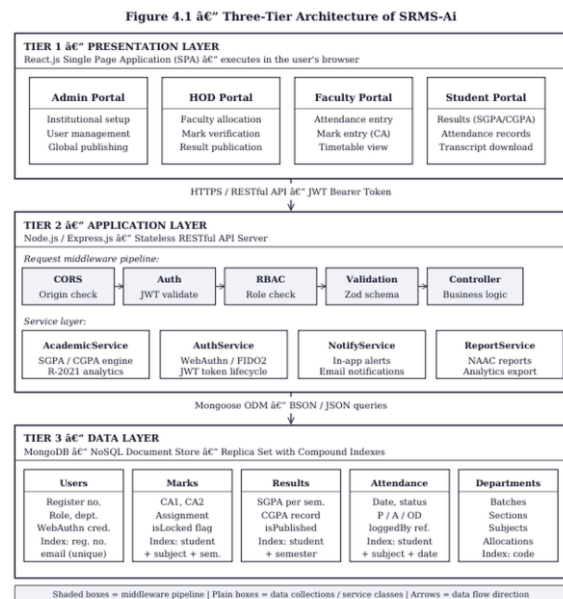 Figure 4.1 â€” Three-Tier Architecture of SRMS-Ai
TIER 1 â€” PRESENTATION LAYER
React.js Single Page Application (SPA) â€” executes in the user's browser
Admin Portal
Institutional setup
User management
Global publishing
HOD Portal
Faculty allocation
Mark verification
Result publication
Faculty Portal
Attendance entry
Mark entry (CA)
Timetable view
Student Portal
Results (SGPA/CGPA)
Attendance records
Transcript download
HTTPS / RESTful API â€” JWT Bearer Token
TIER 2 â€” APPLICATION LAYER
Node.js / Express.js â€” Stateless RESTful API Server
Request middleware pipeline:
CORS
Origin check
Auth
JWT validate
RBAC
Role check
Validation
Zod schema
Controller
Business logic
Service layer:
AcademicService
SGPA / CGPA engine
R-2021 analytics
AuthService
WebAuthn / FIDO2
JWT token lifecycle
NotifyService
In-app alerts
Email notifications
ReportService
NAAC reports
Analytics export
Mongoose ODM â€” BSON / JSON queries
TIER 3 â€” DATA LAYER
MongoDB â€” NoSQL Document Store â€” Replica Set with Compound Indexes
Users
Register no.
Role, dept.
WebAuthn cred.
Index: reg. no.
email (unique)
Marks
CA1, CA2
Assignment
isLocked flag
Index: student
+ subject + sem.
Results
SGPA per sem.
CGPA record
isPublished
Index: student
+ semester
Attendance
Date, status
P / A / OD
loggedBy ref.
Index: student
+ subject + date
Departments
Batches
Sections
Subjects
Allocations
Index: code
Shaded boxes = middleware pipeline | Plain boxes = data collections / service classes | Arrows = data flow direction